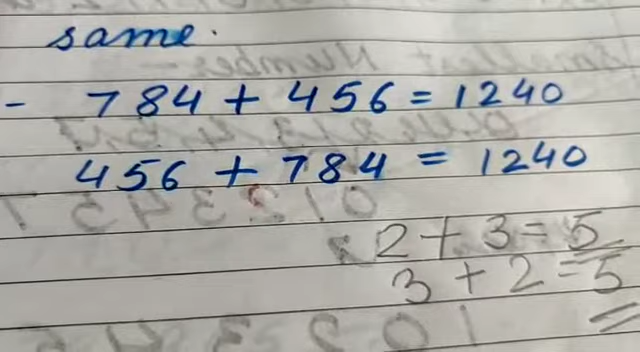 same.
- 784 + 456 = 1240
456 + 784 = 1240
2 + 3 = 5
3 + 2 = 5